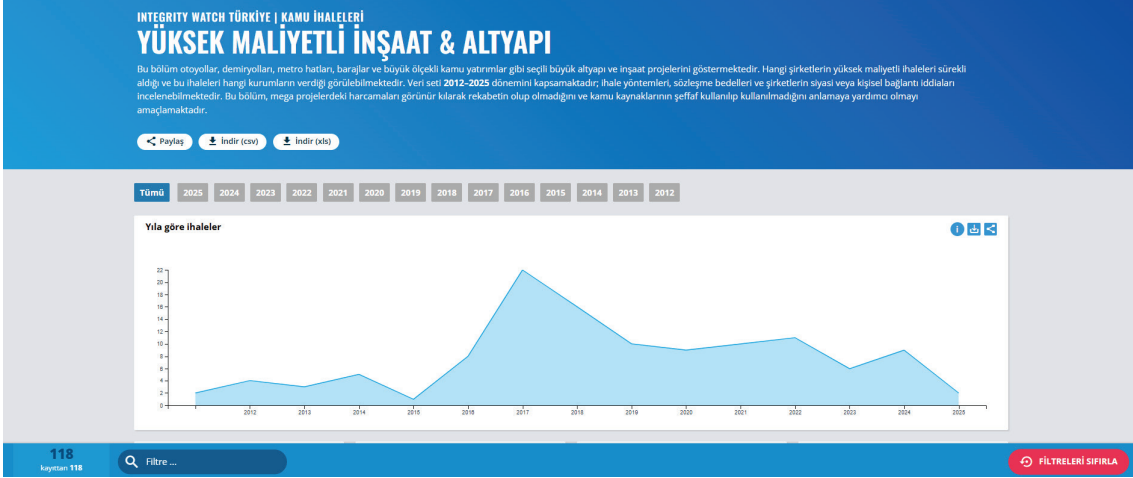 INTEGRITY WATCH TÜRKİYE | KAMU İHALELERİ
YÜKSEK MALİYETLİ İNŞAAT & ALTYAPI
Bu bölüm otoyollar, demiryolları, metro hatları, barajlar ve büyük ölçekli kamu yatırımlar gibi seçili büyük altyapı ve inşaat projelerini göstermektedir. Hangi şirketlerin yüksek maliyetli ihaleleri sürekli
aldığı ve bu ihaleleri hangi kurumların verdiği görülebilmektedir. Veri seti 2012–2025 dönemini kapsamaktadır; ihale yöntemleri, sözleşme bedelleri ve şirketlerin siyasi veya kişisel bağlantı iddiaları
incelenebilmektedir. Bu bölüm, mega projelerdeki harcamaları görünür kılarak rekabetin olup olmadığını ve kamu kaynaklarının şeffaf kullanılıp kullanılmadığını anlamaya yardımcı olmayı
amaçlamaktadır.
Paylaş İndir (csv) İndir (xls)
Tümü 2025 2024 2023 2022 2021 2020 2019 2018 2017 2016 2015 2014 2013 2012
Yıla göre ihaleler
22
20
18
16
14
12
10
8
6
4
2
0
2012 2013 2014 2015 2016 2017 2018 2019 2020 2021 2022 2023 2024 2025
118
kayıttan 118
Filtre ...
FİLTRELERİ SIFIRLA